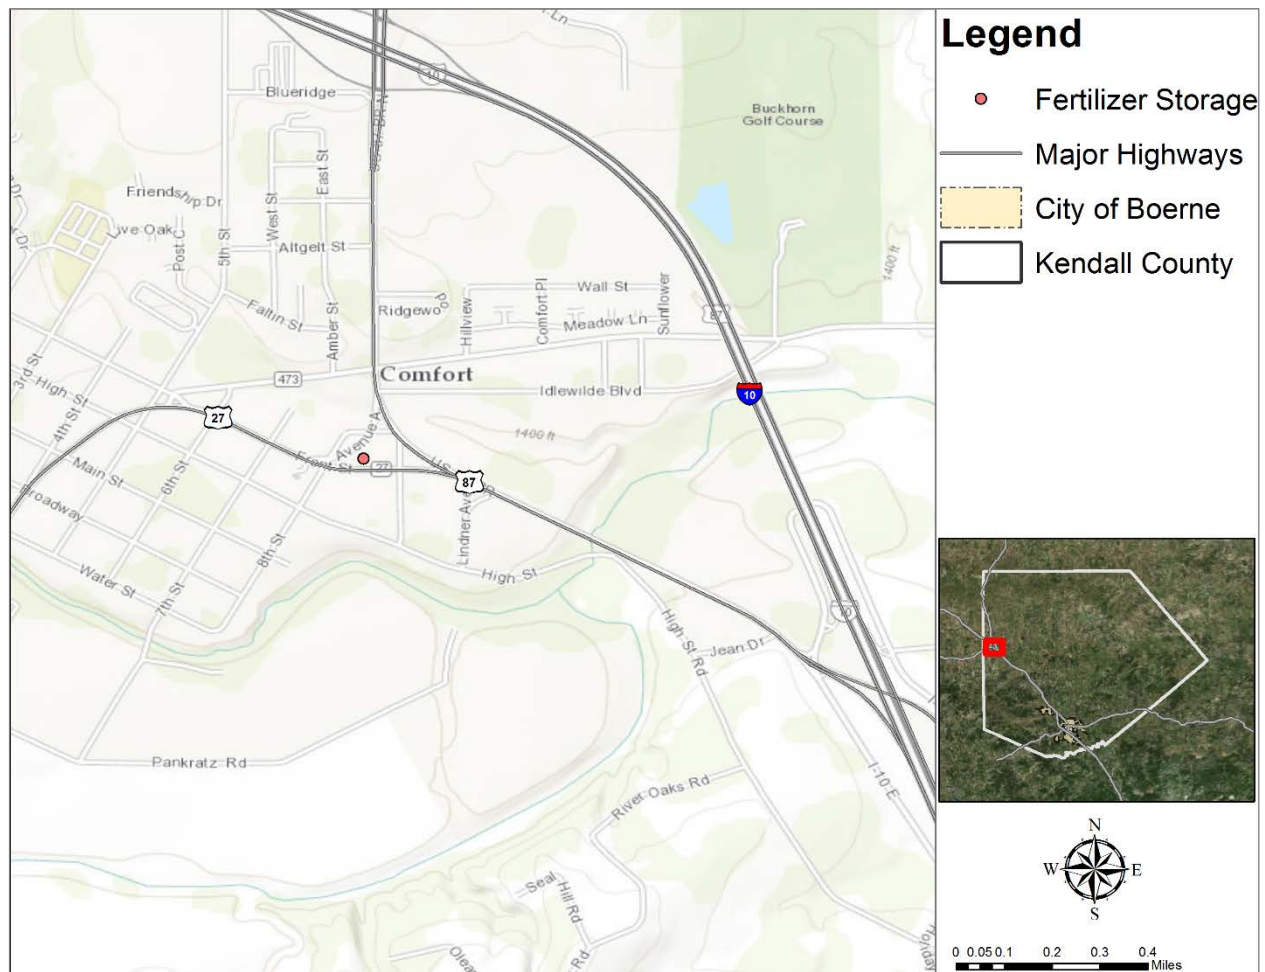 Legend
Fertilizer Storage
Major Highways
City of Boerne
Kendall County
Blueridge
10
Buckhorn
Golf Course
East St
West St
Friendship Dr
Post C
5th St
Altgelt St
1400 ft
Faltin St
Amber St
Ridgewood
Hillview
Comfort Pl
Wall St
Sunflower
Meadow Ln
87
3rd St
High St
473
Comfort
Idlewilde Blvd
10
4th St
27
Avenue A
1400 ft
Main St
6th St
Front St
27
87
Broadway
Lindner Ave
8th St
High St
Water St
7th St
High St Rd
Jean Dr
Pankratz Rd
I-10 E
River Oaks Rd
Seal
Hill Rd
N
W E
S
0 0.05 0.1 0.2 0.3 0.4
Miles